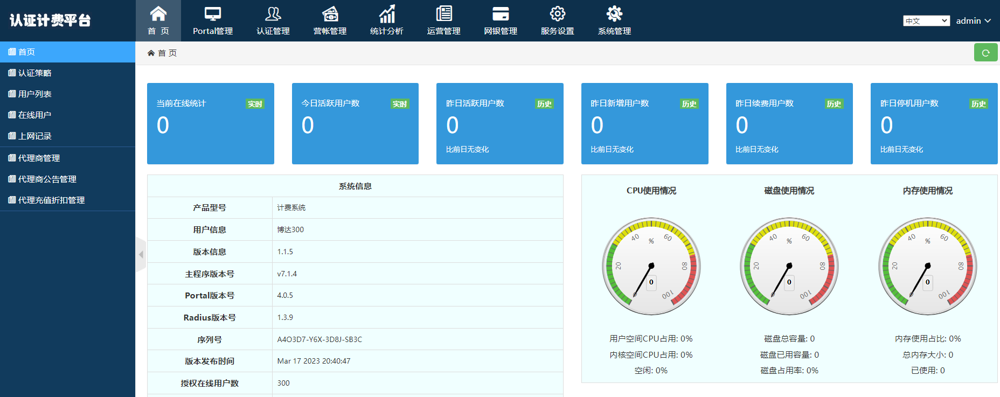 认证计费平台
首 页
Portal管理
认证管理
营帐管理
统计分析
运营管理
网银管理
服务设置
系统管理
中文
admin
首页
认证策略
用户列表
在线用户
上网记录
代理商管理
代理商公告管理
代理充值折扣管理
首 页
当前在线统计 实时
0
今日活跃用户数 实时
0
昨日活跃用户数 历史
0
比前日无变化
昨日新增用户数 历史
0
比前日无变化
昨日续费用户数 历史
0
比前日无变化
昨日停机用户数 历史
0
比前日无变化
系统信息
产品型号 计费系统
用户信息 博达300
版本信息 1.1.5
主程序版本号 v7.1.4
Portal版本号 4.0.5
Radius版本号 1.3.9
序列号 A4O3D7-Y6X-3D8J-SB3C
版本发布时间 Mar 17 2023 20:40:47
授权在线用户数 300
CPU使用情况
0 20 40 60 80 100
%
0
用户空间CPU占用: 0%
内核空间CPU占用: 0%
空闲: 0%
磁盘使用情况
0 20 40 60 80 100
%
0
磁盘总容量: 0
磁盘已用容量: 0
磁盘占用率: 0%
内存使用情况
0 20 40 60 80 100
%
0
内存使用占比: 0%
总内存大小: 0
已使用: 0